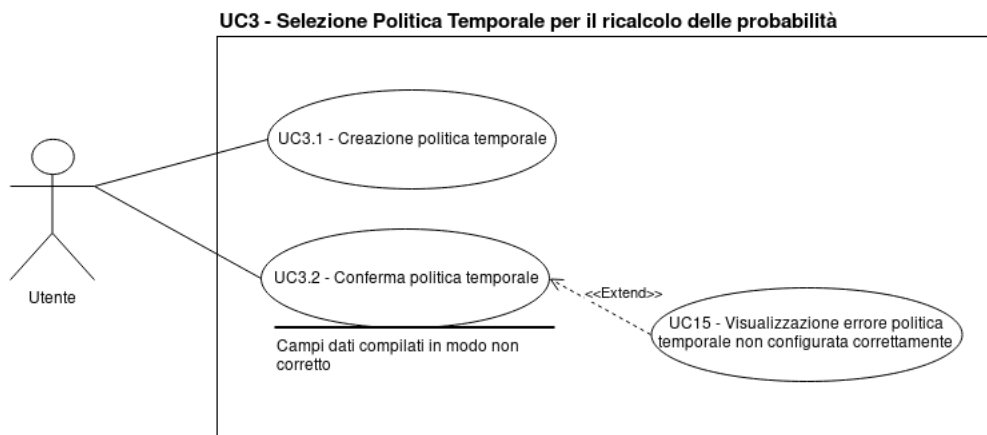 UC3 - Selezione Politica Temporale per il ricalcolo delle probabilità
UC3.1 - Creazione politica temporale
Utente
UC3.2 - Conferma politica temporale
<<Extend>>
Campi dati compilati in modo non
corretto
UC15 - Visualizzazione errore politica
temporale non configurata correttamente